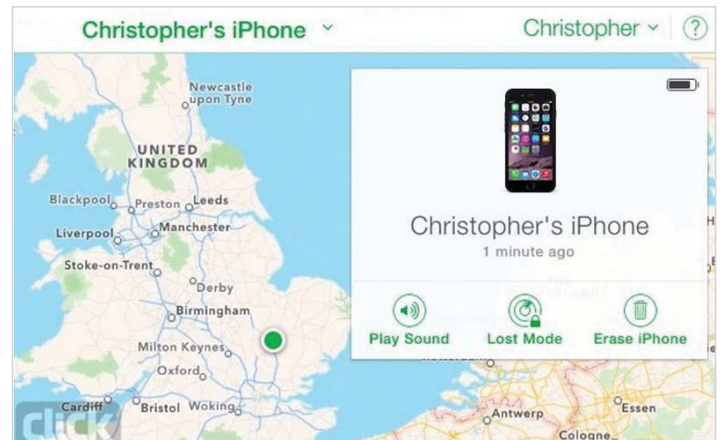 Christopher's iPhone
Christopher
?
Newcastle
upon Tyne
UNITED
KINGDOM
Blackpool
Preston
Leeds
Liverpool
Manchester
Stoke-on-Trent
Derby
Birmingham
Milton Keynes
Oxford
Cardiff
Bristol
Woking
Christopher's iPhone
1 minute ago
Play Sound
Lost Mode
Erase iPhone
Antwerp
Essen
Cologne
click